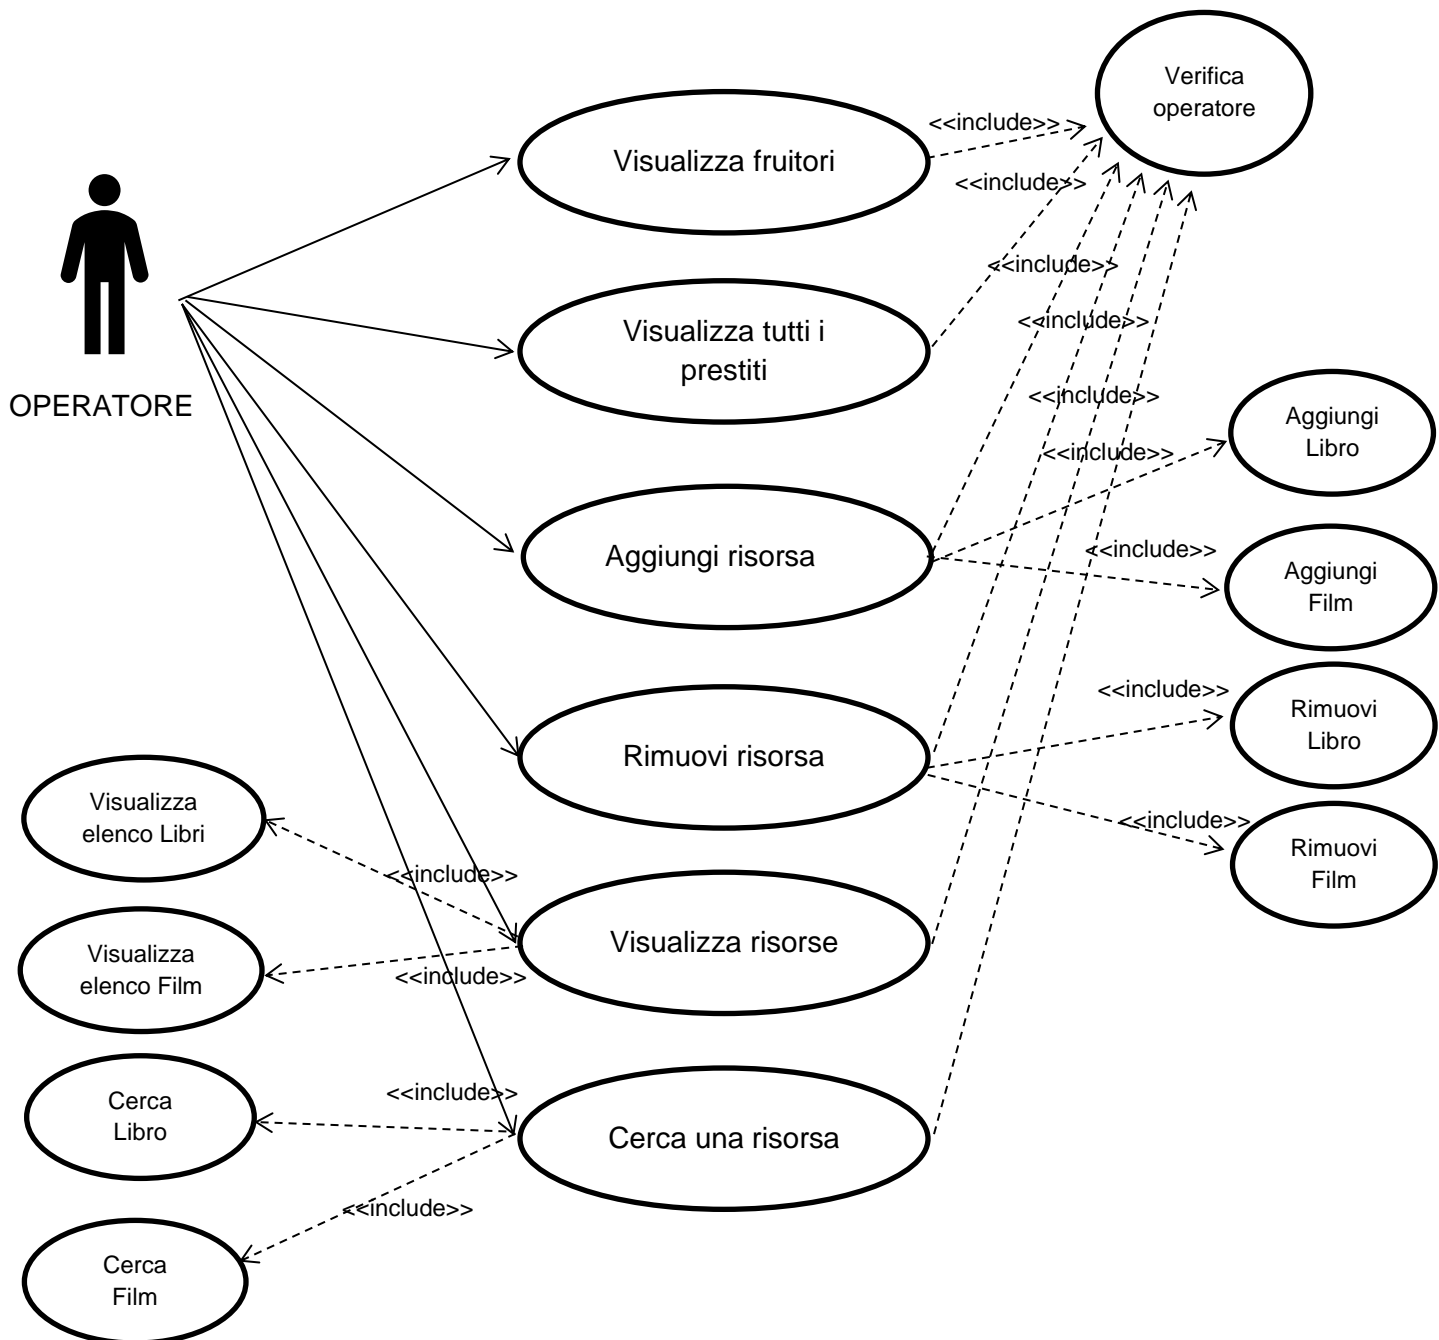 Verifica
operatore
<<include>>
Visualizza fruitori
<<include>>
<<include>>
Visualizza tutti i
prestiti
<<include>>
OPERATORE
<<include>>
Aggiungi
Libro
<<include>>
Aggiungi risorsa
<<include>>
Aggiungi
Film
<<include>>
Rimuovi
Libro
Rimuovi risorsa
Visualizza
elenco Libri
<<include>>
Rimuovi
Film
<<include>>
Visualizza risorse
Visualizza
elenco Film
<<include>>
<<include>>
Cerca
Libro
Cerca una risorsa
<<include>>
Cerca
Film